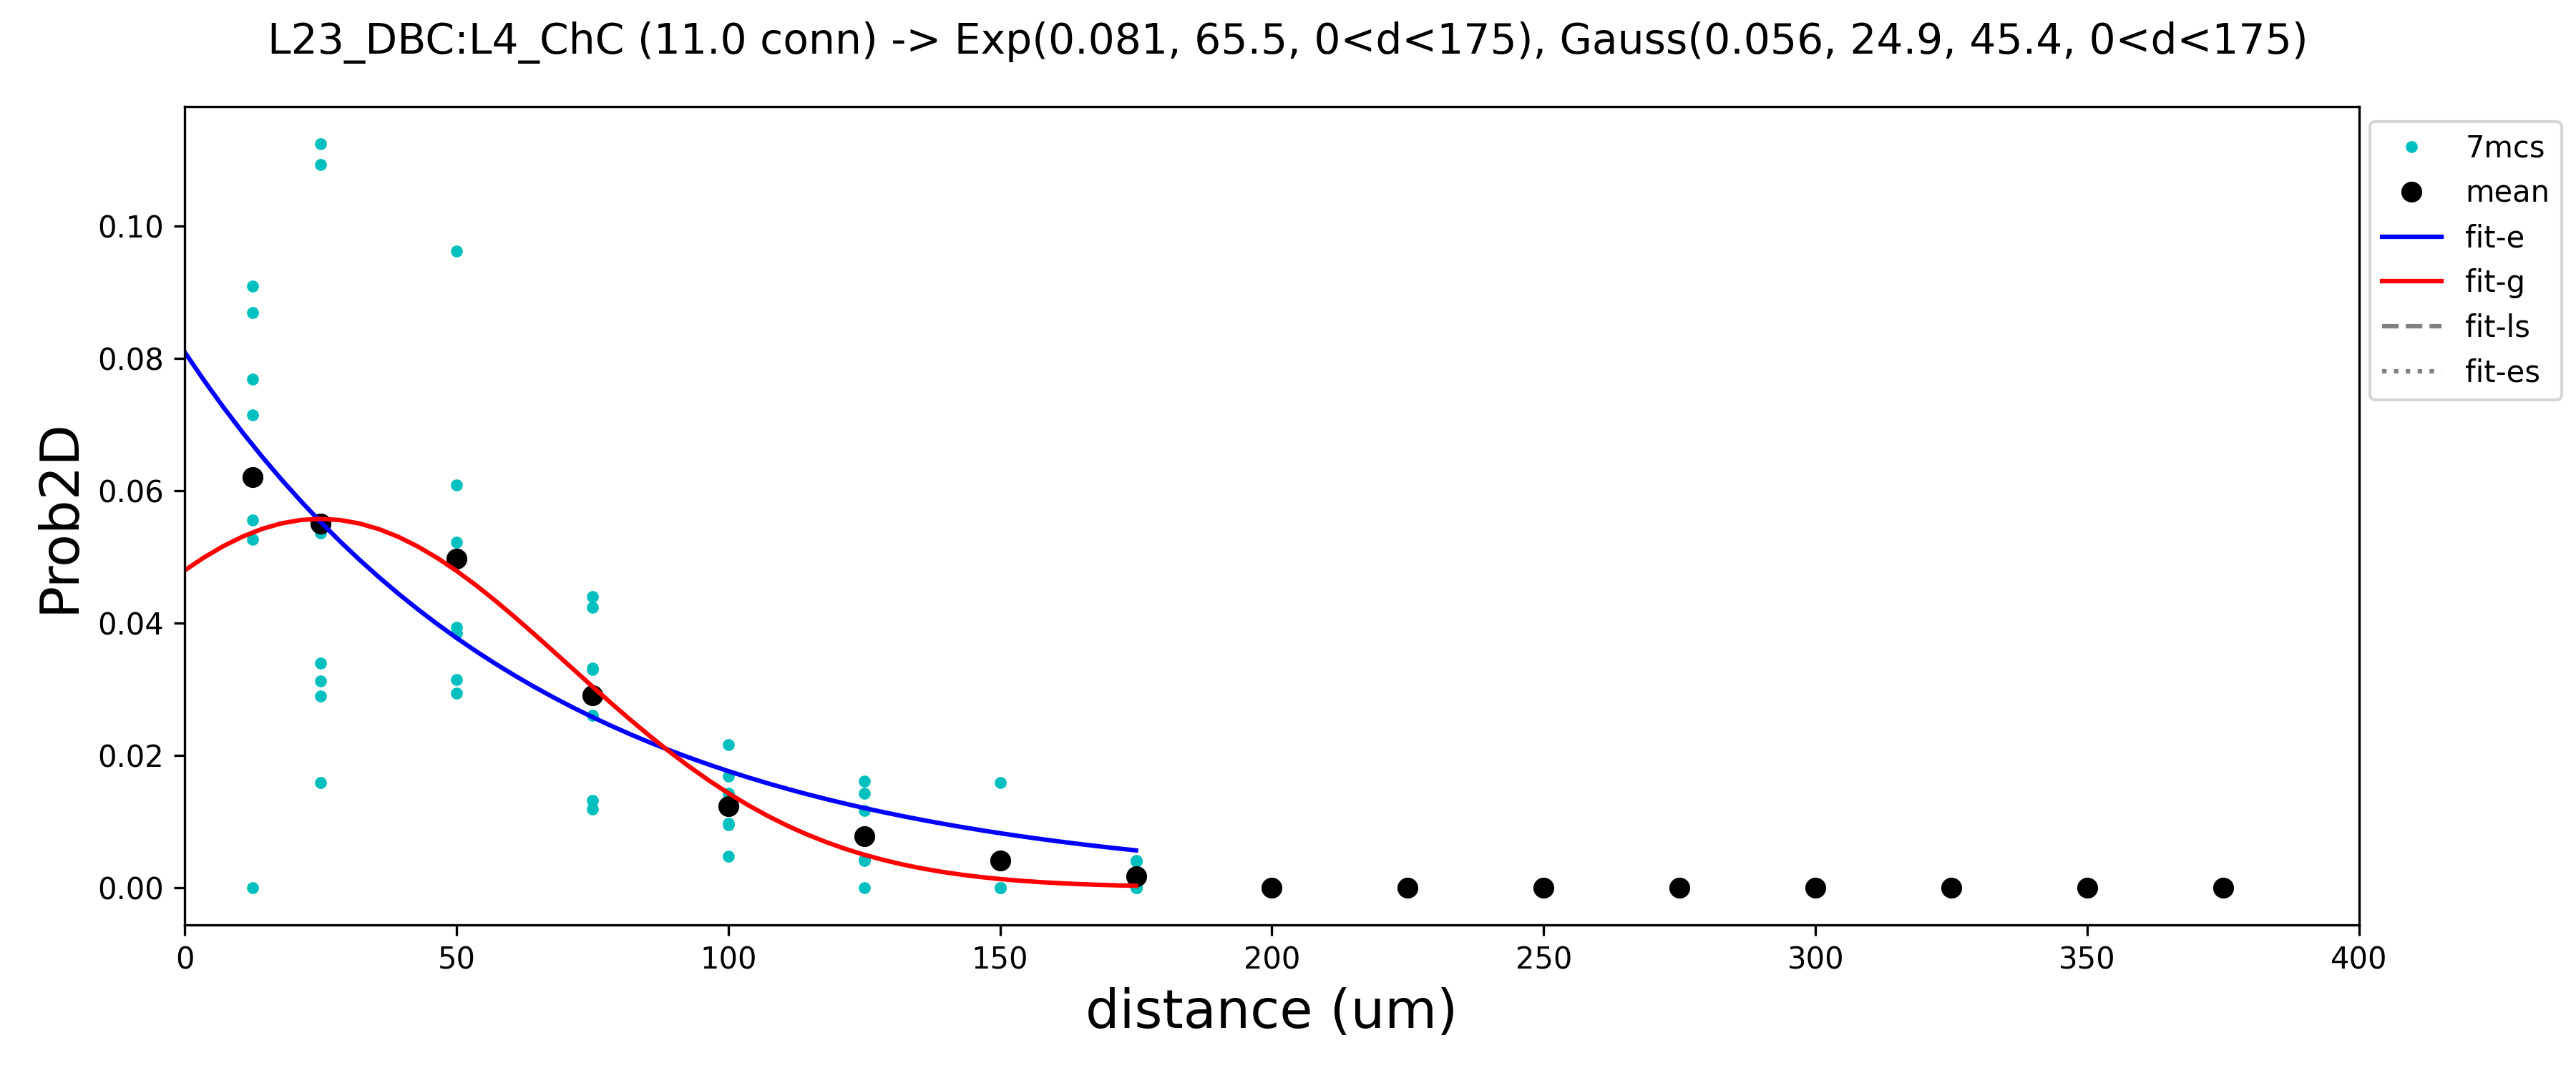 L23_DBC:L4_ChC (11.0 conn) -> Exp(0.081, 65.5, 0<d<175), Gauss(0.056, 24.9, 45.4, 0<d<175)
7mcs
mean
fit-e
fit-g
fit-ls
fit-es
Prob2D
0.10
0.08
0.06
0.04
0.02
0.00
0 50 100 150 200 250 300 350 400
distance (um)